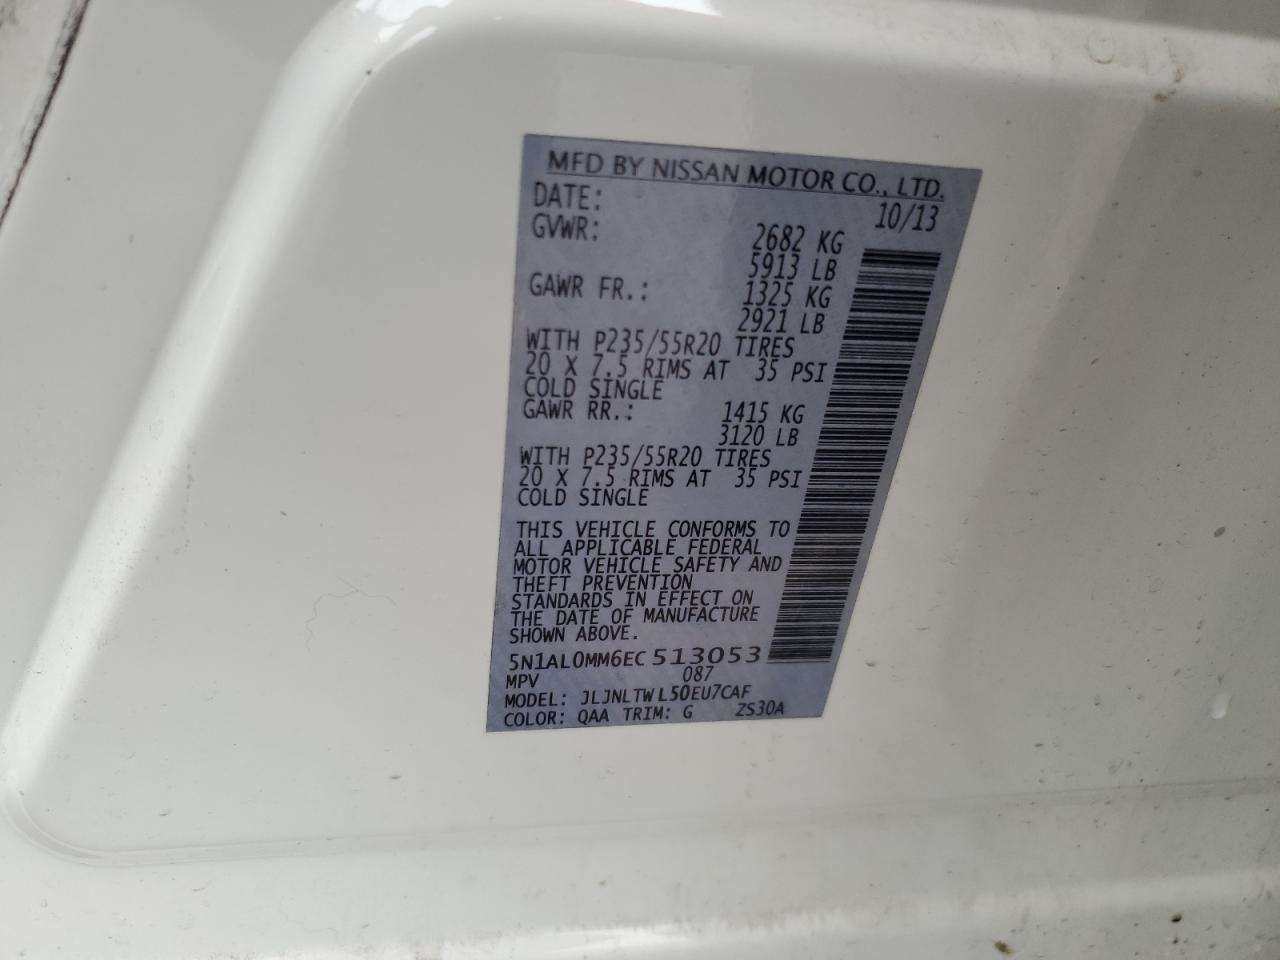 MFD BY NISSAN MOTOR CO., LTD.
DATE: 10/13
GVWR: 2682 KG
5913 LB
GAWR FR.: 1325 KG
2921 LB
WITH P235/55R20 TIRES
20 X 7.5 RIMS AT 35 PSI
COLD SINGLE
GAWR RR.: 1415 KG
3120 LB
WITH P235/55R20 TIRES
20 X 7.5 RIMS AT 35 PSI
COLD SINGLE
THIS VEHICLE CONFORMS TO
ALL APPLICABLE FEDERAL
MOTOR VEHICLE SAFETY AND
THEFT PREVENTION
STANDARDS IN EFFECT ON
THE DATE OF MANUFACTURE
SHOWN ABOVE.
5N1AL0MM6EC 513053
MPV 087
MODEL: JLJNLTWL50EU7CAF
COLOR: QAA TRIM: G ZS30A